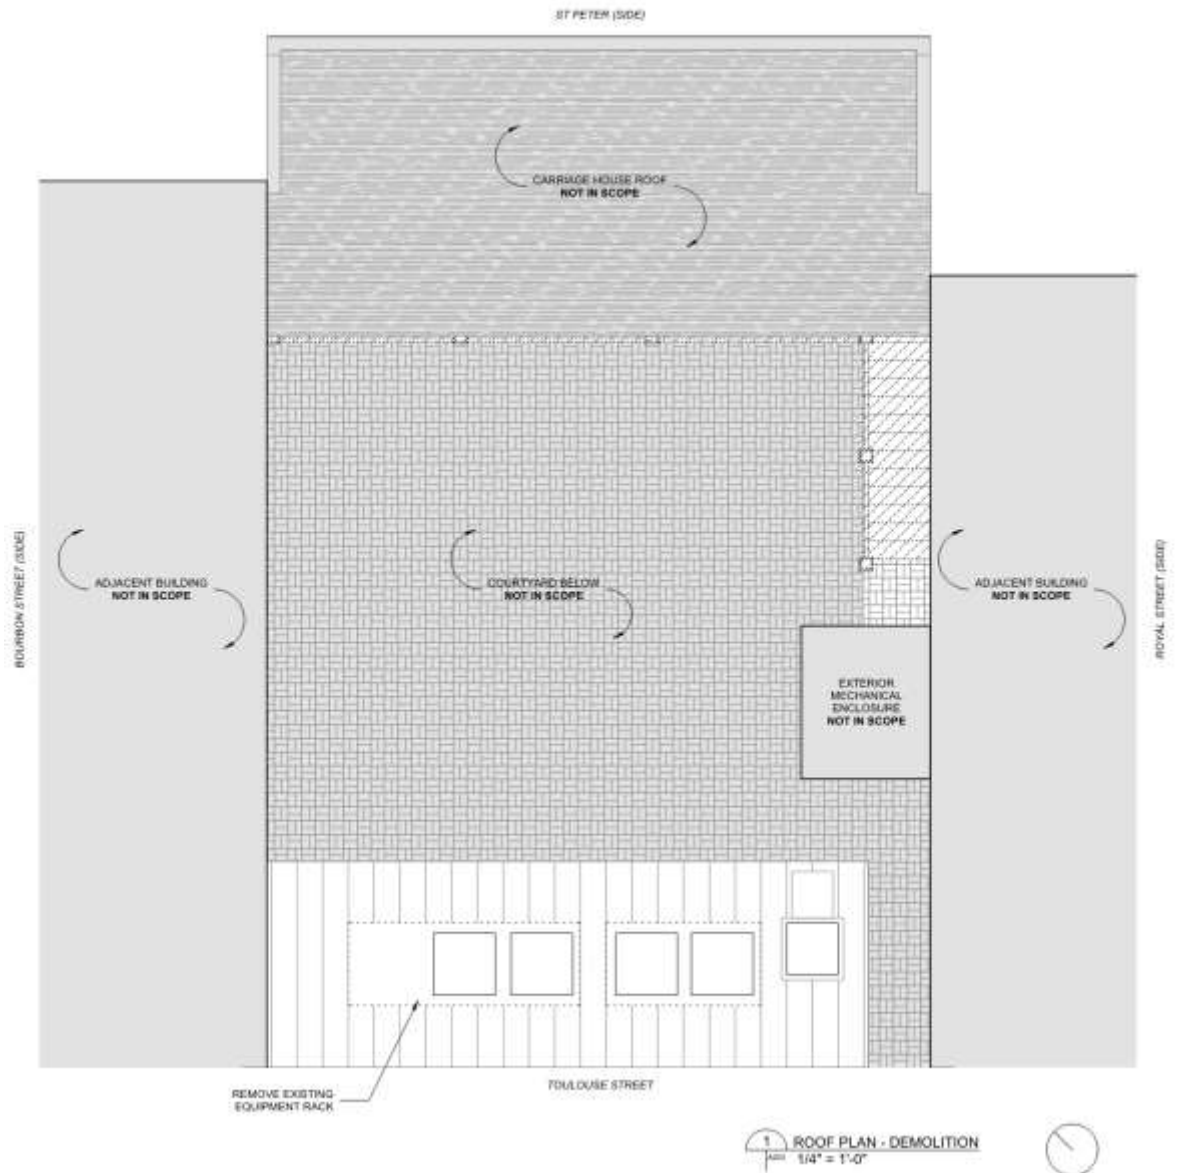 ST PETER (SIDE)
CARRIAGE HOUSE ROOF
NOT IN SCOPE
BOURBON STREET (SIDE)
ADJACENT BUILDING
NOT IN SCOPE
COURTYARD BELOW
NOT IN SCOPE
ADJACENT BUILDING
NOT IN SCOPE
ROYAL STREET (SIDE)
EXTERIOR
MECHANICAL
ENCLOSURE
NOT IN SCOPE
REMOVE EXISTING
EQUIPMENT RACK
TOULOUSE STREET
1
ROOF PLAN - DEMOLITION
1/4" = 1'-0"